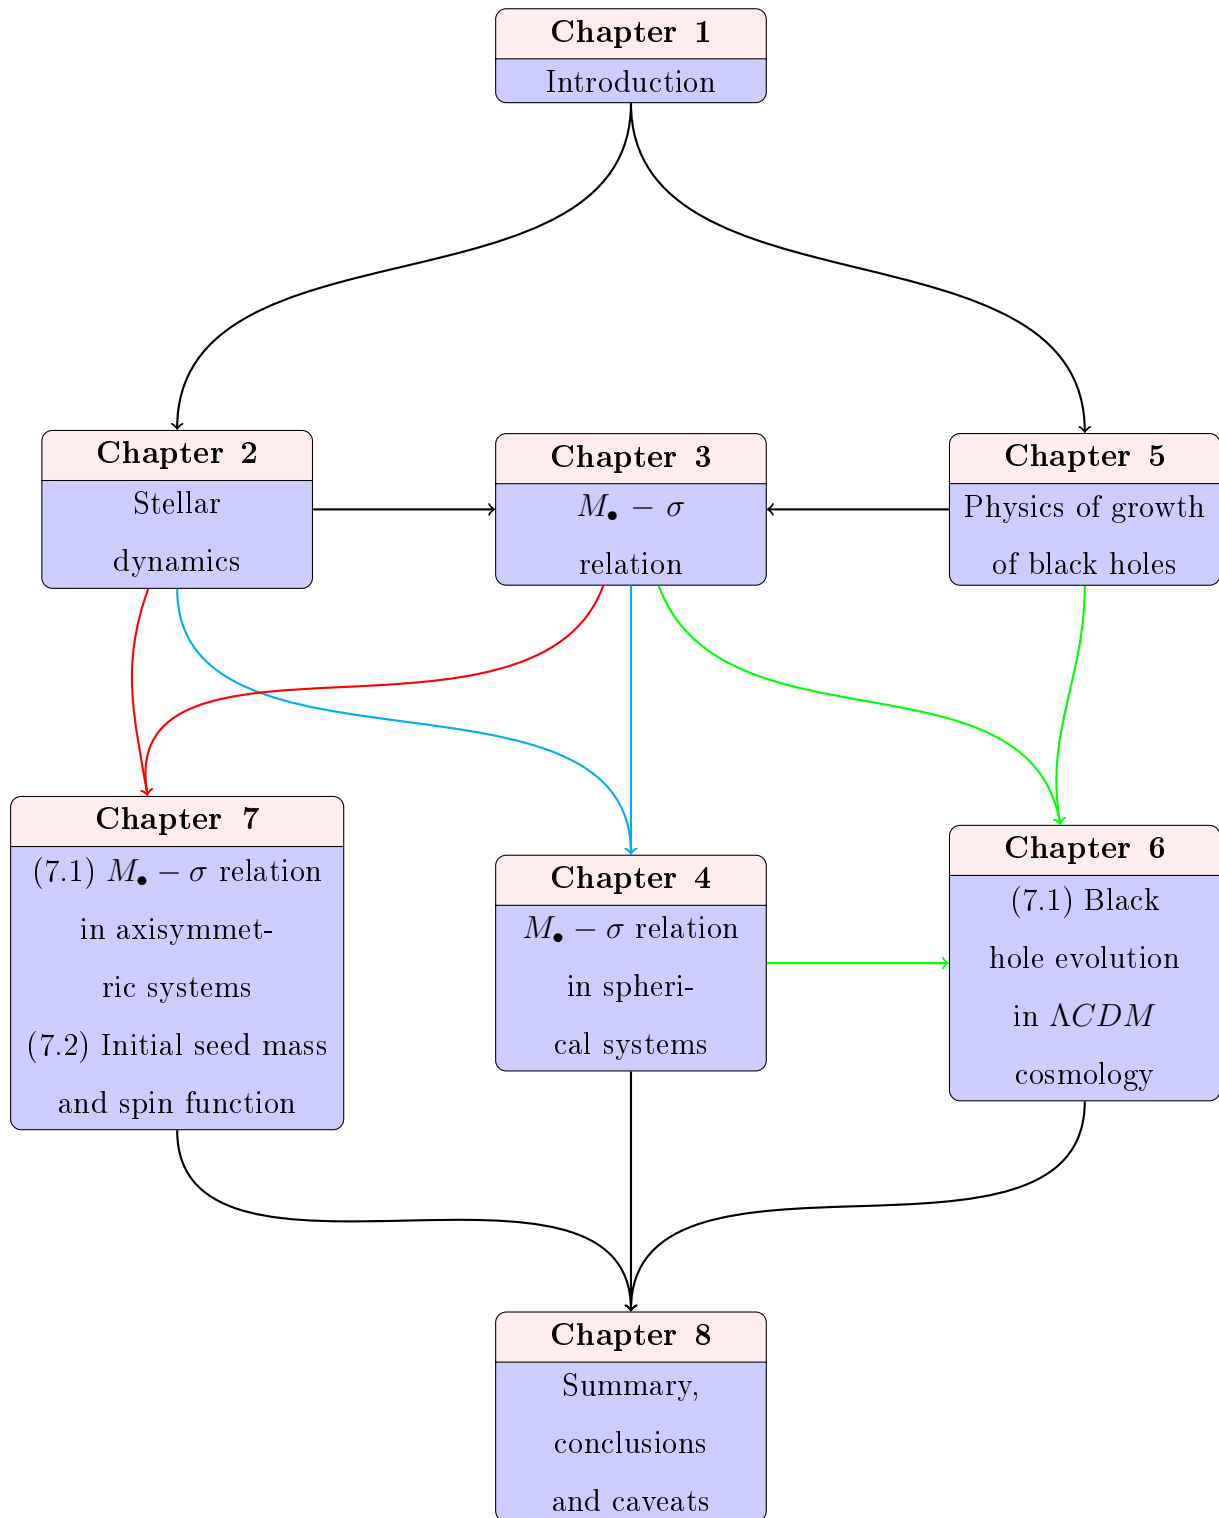 Chapter 1
Introduction
Chapter 2
Stellar
dynamics
Chapter 3
M• − σ
relation
Chapter 5
Physics of growth
of black holes
Chapter 7
(7.1) M• − σ relation
in axisymmet-
ric systems
(7.2) Initial seed mass
and spin function
Chapter 4
M• − σ relation
in spheri-
cal systems
Chapter 6
(7.1) Black
hole evolution
in ΛCDM
cosmology
Chapter 8
Summary,
conclusions
and caveats